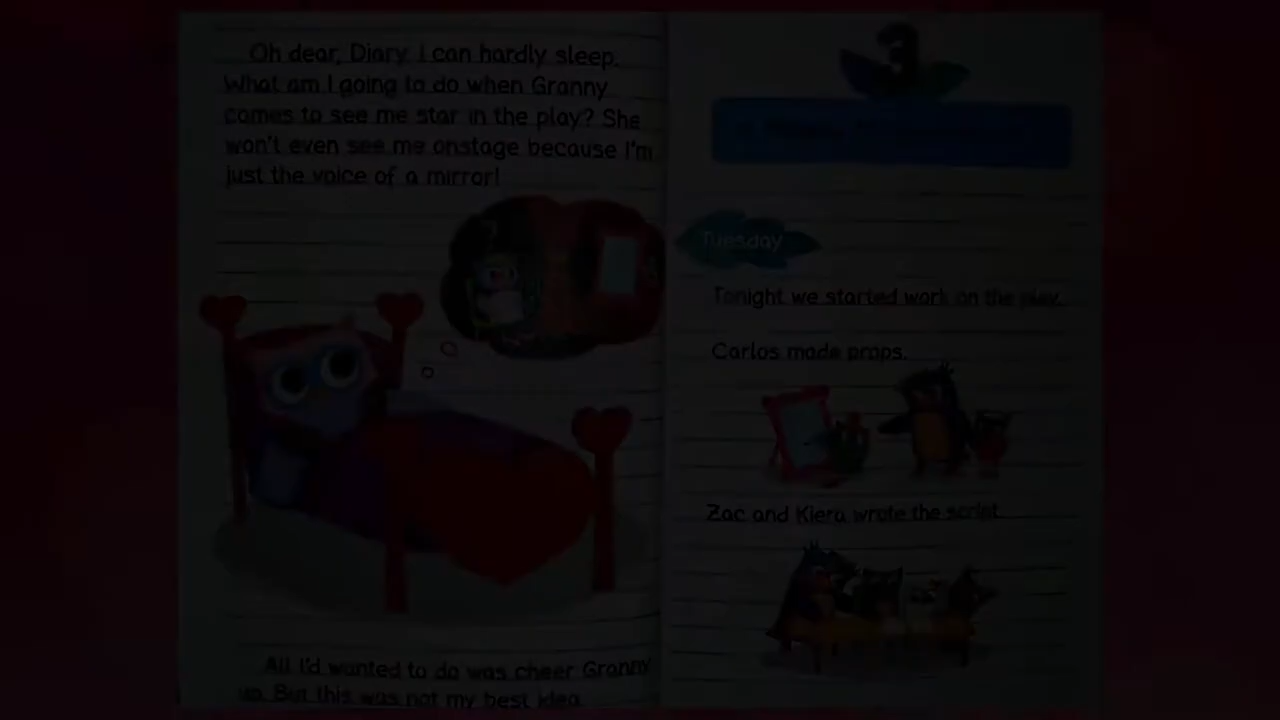 Oh dear, Diary. I can hardly sleep.
What am I going to do when Granny
comes to see me star in the play? She
won't even see me onstage because I'm
just the voice of a mirror!
All I'd wanted to do was cheer Granny
up. But this was not my best idea.
3
Tuesday
Tonight we started work on the play.
Carlos made props.
Zac and Kiera wrote the script.